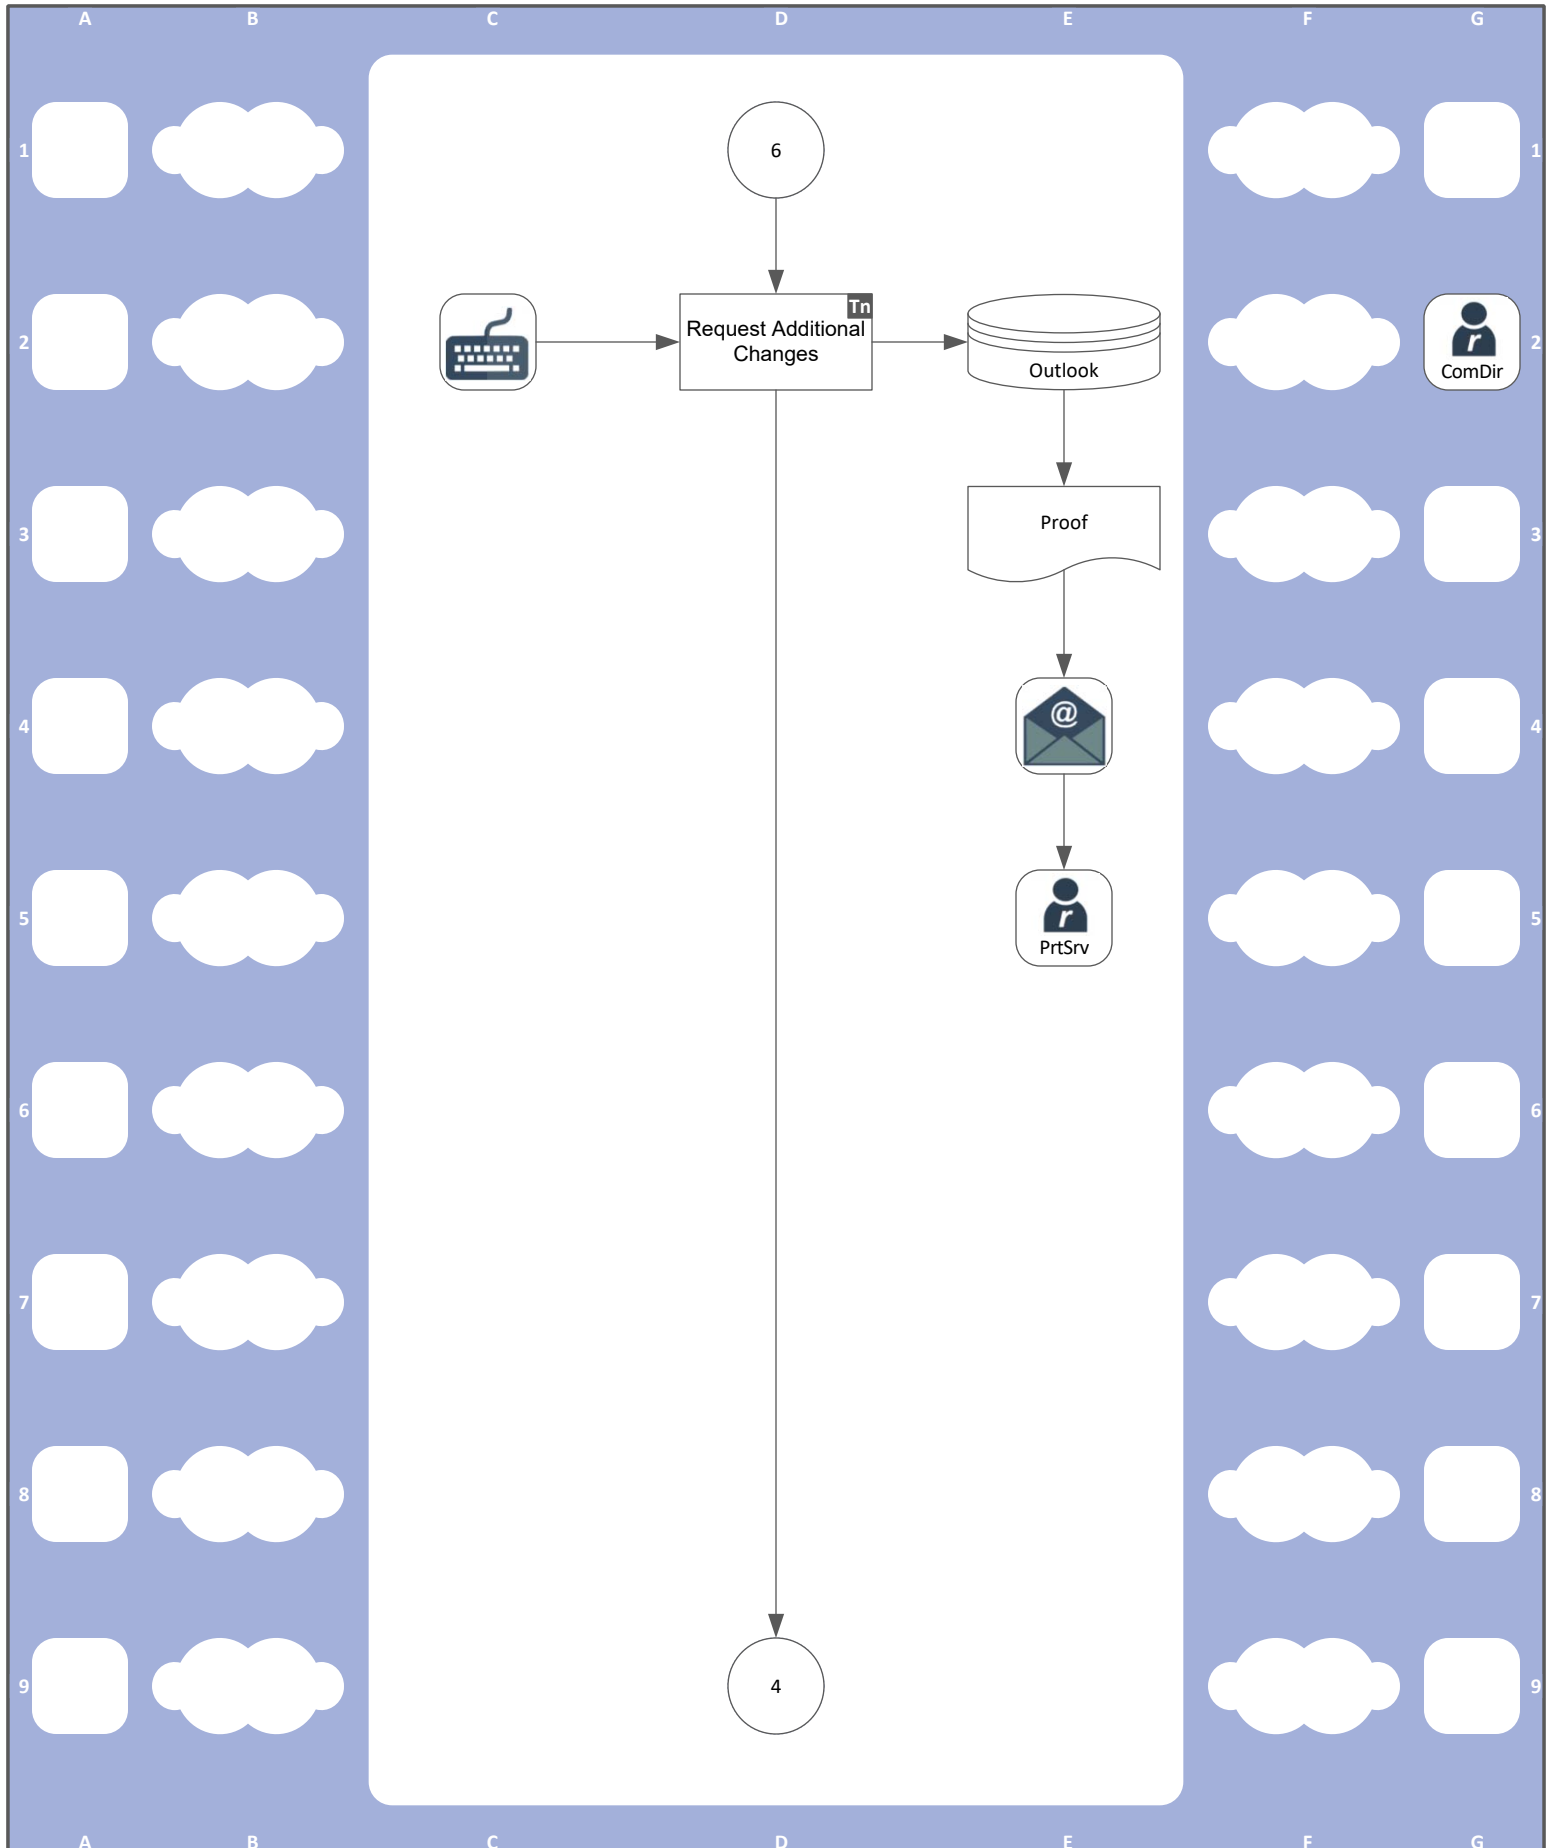 A B C D E F G
1 6 1
Tn
2 Request Additional 2
Changes
Outlook
r
ComDir
3 Proof 3
4 @ 4
5 r 5
PrtSrv
6 6
7 7
8 8
9 4 9
A B C D E F G